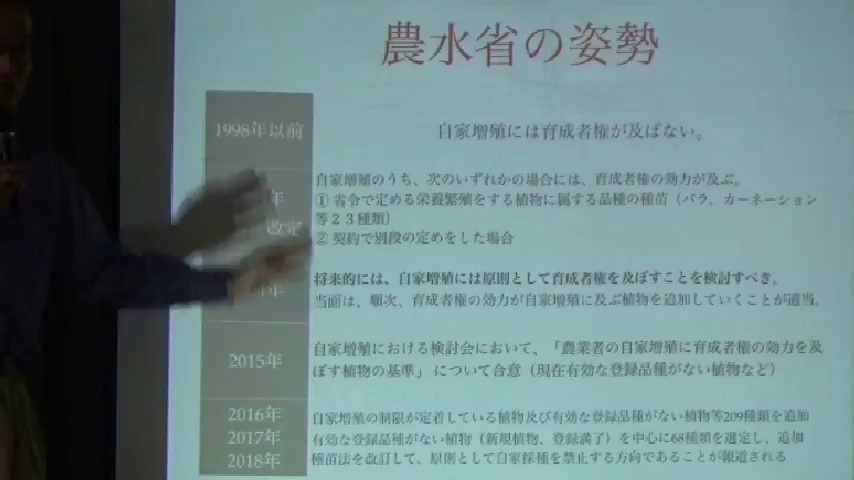 農水省の姿勢
1998年以前
自家増殖には育成者権が及ばない。
年
改定
自家増殖のうち、次のいずれかの場合には、育成者権の効力が及ぶ。
① 省令で定める栄養繁殖をする植物に属する品種の種苗（バラ、カーネーション
等２３種類）
② 契約で別段の定めをした場合
年
将来的には、自家増殖には原則として育成者権を及ぼすことを検討すべき。
当面は、順次、育成者権の効力が自家増殖に及ぶ植物を追加していくことが適当。
2015年
自家増殖における検討会において、「農業者の自家増殖に育成者権の効力を及
ぼす植物の基準」について合意（現在有効な登録品種がない植物など）
2016年
自家増殖の制限が定着している植物及び有効な登録品種がない植物等209種類を追加
2017年
有効な登録品種がない植物（新規植物、登録満了）を中心に68種類を選定し、追加
2018年
種苗法を改訂して、原則として自家採種を禁止する方向であることが報道される